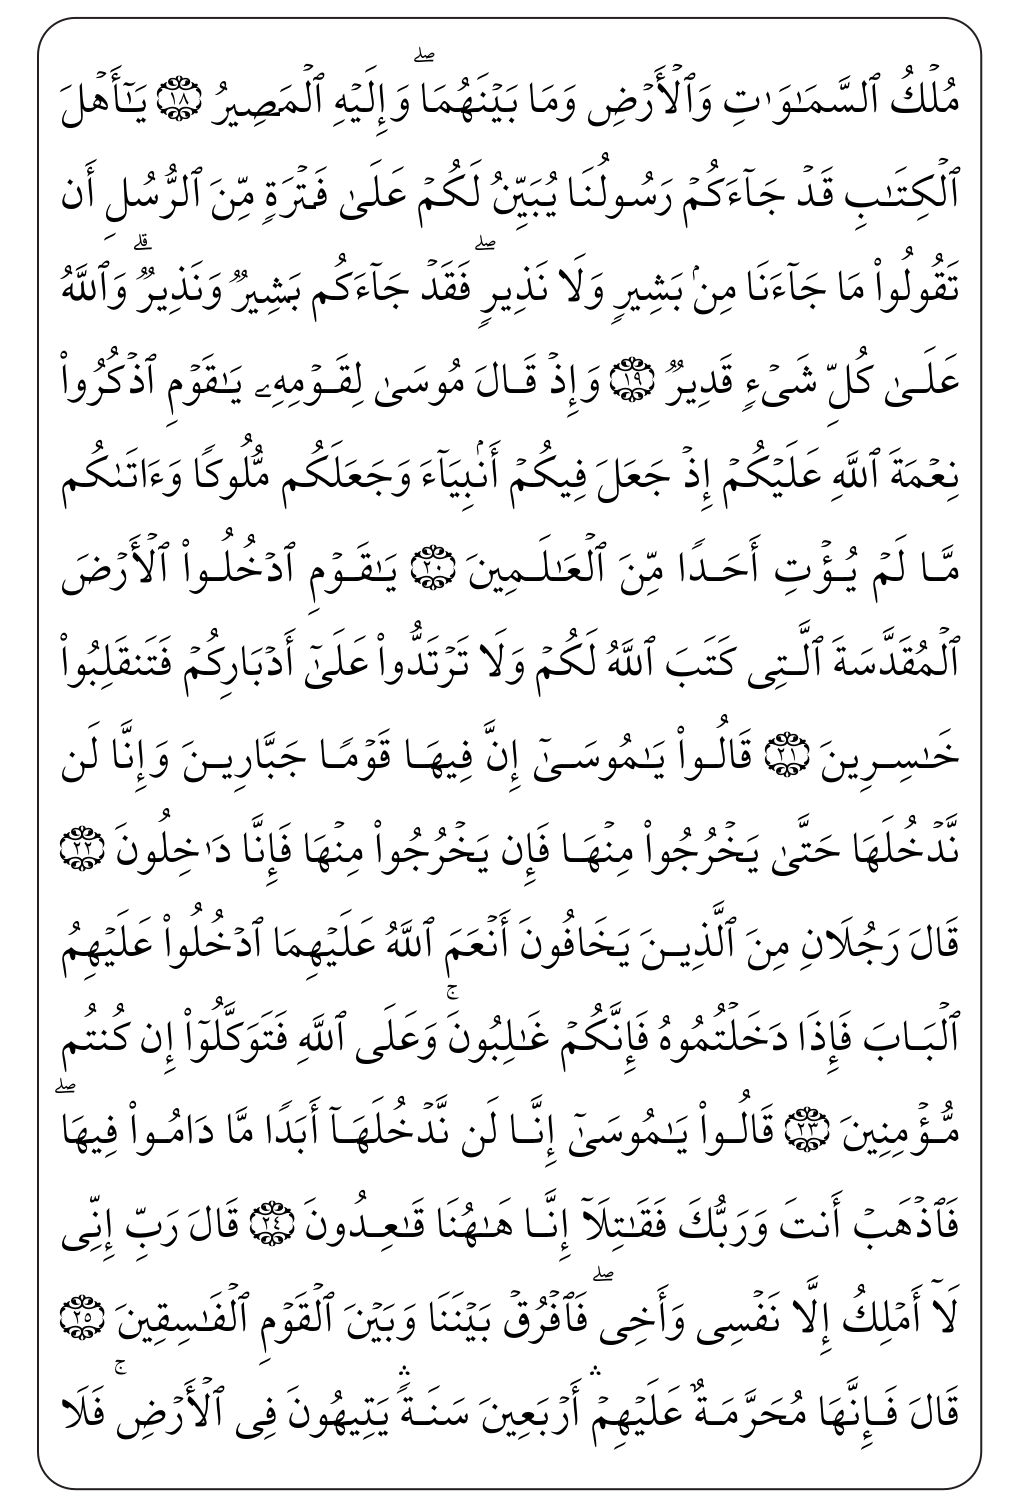 مُلۡكُ ٱلسَّمَـٰوَ ٰتِ وَٱلۡأَرۡضِ وَمَا بَيۡنَهُمَاۖ وَإِلَيۡهِ ٱلۡمَصِيرُ ١٨ يَـٰٓأَهۡلَ
ٱلۡكِتَـٰبِ قَدۡ جَآءَكُمۡ رَسُولُنَا يُبَيِّنُ لَكُمۡ عَلَىٰ فَتۡرَةٍ مِّنَ ٱلرُّسُلِ أَن
تَقُولُواْ مَا جَآءَنَا مِنۢ بَشِيرٍ وَلَا نَذِيرٍۖ فَقَدۡ جَآءَكُم بَشِيرٌ وَنَذِيرٌۗ وَٱللَّهُ
عَلَىٰ كُلِّ شَىۡءٍ قَدِيرٌ ١٩ وَإِذۡ قَالَ مُوسَىٰ لِقَوۡمِهِۦ يَـٰقَوۡمِ ٱذۡكُرُواْ
نِعۡمَةَ ٱللَّهِ عَلَيۡكُمۡ إِذۡ جَعَلَ فِيكُمۡ أَنۢبِيَآءَ وَجَعَلَكُم مُّلُوكًا وَءَاتَىٰكُم
مَّا لَمۡ يُؤۡتِ أَحَدًا مِّنَ ٱلۡعَـٰلَمِينَ ٢٠ يَـٰقَوۡمِ ٱدۡخُلُواْ ٱلۡأَرۡضَ
ٱلۡمُقَدَّسَةَ ٱلَّتِى كَتَبَ ٱللَّهُ لَكُمۡ وَلَا تَرۡتَدُّواْ عَلَىٰٓ أَدۡبَارِكُمۡ فَتَنقَلِبُواْ
خَـٰسِرِينَ ٢١ قَالُواْ يَـٰمُوسَىٰٓ إِنَّ فِيهَا قَوۡمًا جَبَّارِينَ وَإِنَّا لَن
نَّدۡخُلَهَا حَتَّىٰ يَخۡرُجُواْ مِنۡهَا فَإِن يَخۡرُجُواْ مِنۡهَا فَإِنَّا دَ ٰخِلُونَ ٢٢
قَالَ رَجُلَانِ مِنَ ٱلَّذِينَ يَخَافُونَ أَنۡعَمَ ٱللَّهُ عَلَيۡهِمَا ٱدۡخُلُواْ عَلَيۡهِمُ
ٱلۡبَابَ فَإِذَا دَخَلۡتُمُوهُ فَإِنَّكُمۡ غَـٰلِبُونَۚ وَعَلَى ٱللَّهِ فَتَوَكَّلُوٓاْ إِن كُنتُم
مُّؤۡمِنِينَ ٢٣ قَالُواْ يَـٰمُوسَىٰٓ إِنَّا لَن نَّدۡخُلَهَآ أَبَدًا مَّا دَامُواْ فِيهَاۖ
فَٱذۡهَبۡ أَنتَ وَرَبُّكَ فَقَـٰتِلَآ إِنَّا هَـٰهُنَا قَـٰعِدُونَ ٢٤ قَالَ رَبِّ إِنِّى
لَآ أَمۡلِكُ إِلَّا نَفۡسِى وَأَخِىۖ فَٱفۡرُقۡ بَيۡنَنَا وَبَيۡنَ ٱلۡقَوۡمِ ٱلۡفَـٰسِقِينَ ٢٥
قَالَ فَإِنَّهَا مُحَرَّمَةٌ عَلَيۡهِمۡۛ أَرۡبَعِينَ سَنَةًۛ يَتِيهُونَ فِى ٱلۡأَرۡضِۚ فَلَا